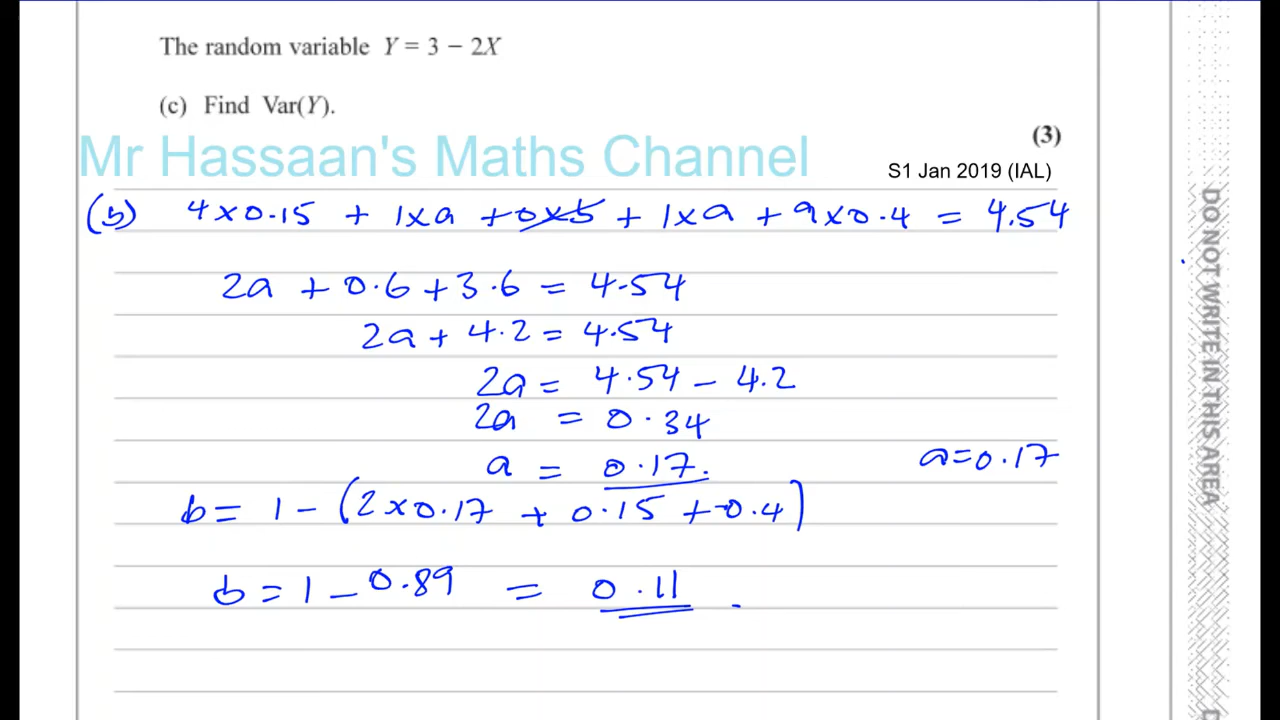 The random variable Y = 3 − 2X
(c) Find Var(Y).
(3)
Mr Hassaan's Maths Channel
S1 Jan 2019 (IAL)
(b) 4×0.15 + 1×a + 0×b + 1×a + 9×0.4 = 4.54
2a + 0.6 + 3.6 = 4.54
2a + 4.2 = 4.54
2a = 4.54 − 4.2
2a = 0.34
a = 0.17.
a = 0.17
b = 1 − (2×0.17 + 0.15 + 0.4)
b = 1 − 0.89 = 0.11
DO NOT WRITE IN THIS AREA